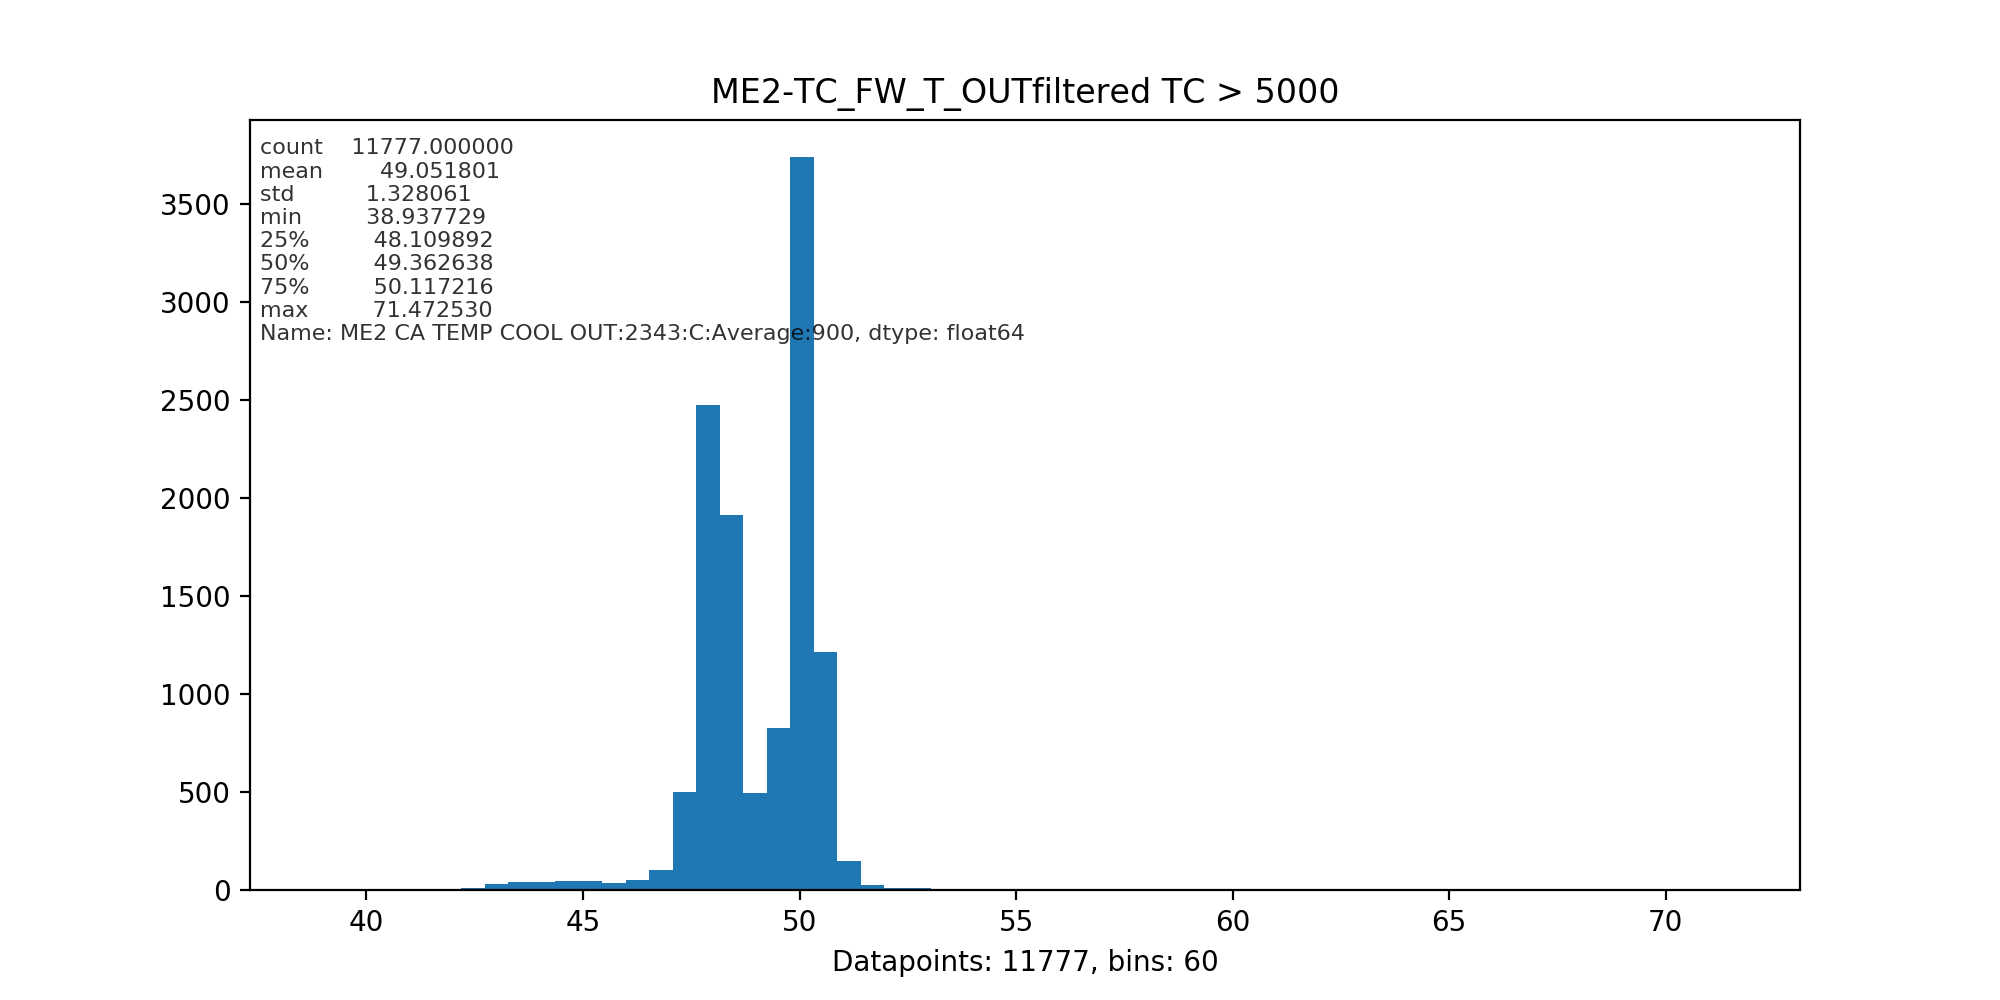 ME2-TC_FW_T_OUTfiltered TC > 5000
count 11777.000000
mean 49.051801
std 1.328061
min 38.937729
25% 48.109892
50% 49.362638
75% 50.117216
max 71.472530
Name: ME2 CA TEMP COOL OUT:2343:C:Average:900, dtype: float64
3500
3000
2500
2000
1500
1000
500
0
40 45 50 55 60 65 70
Datapoints: 11777, bins: 60